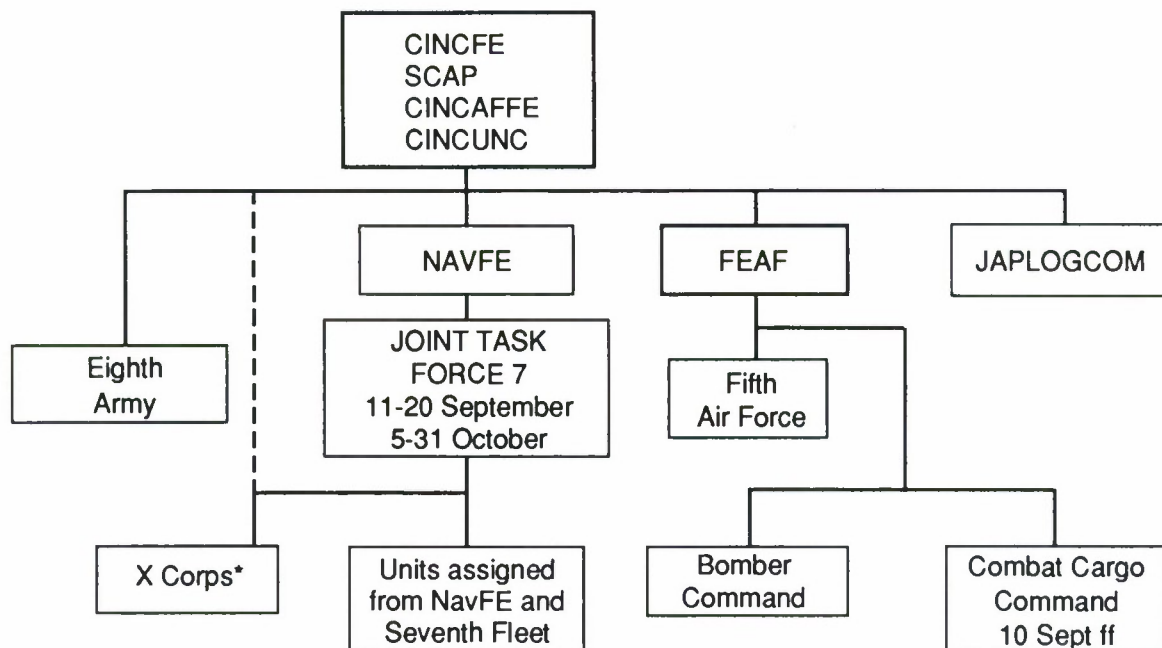 CINCFE
SCAP
CINCAFFE
CINCUNC
NAVFE
FEAF
JAPLOGCOM
Eighth
Army
JOINT TASK
FORCE 7
11-20 September
5-31 October
Fifth
Air Force
X Corps*
Units assigned
from NavFE and
Seventh Fleet
Bomber
Command
Combat Cargo
Command
10 Sept ff